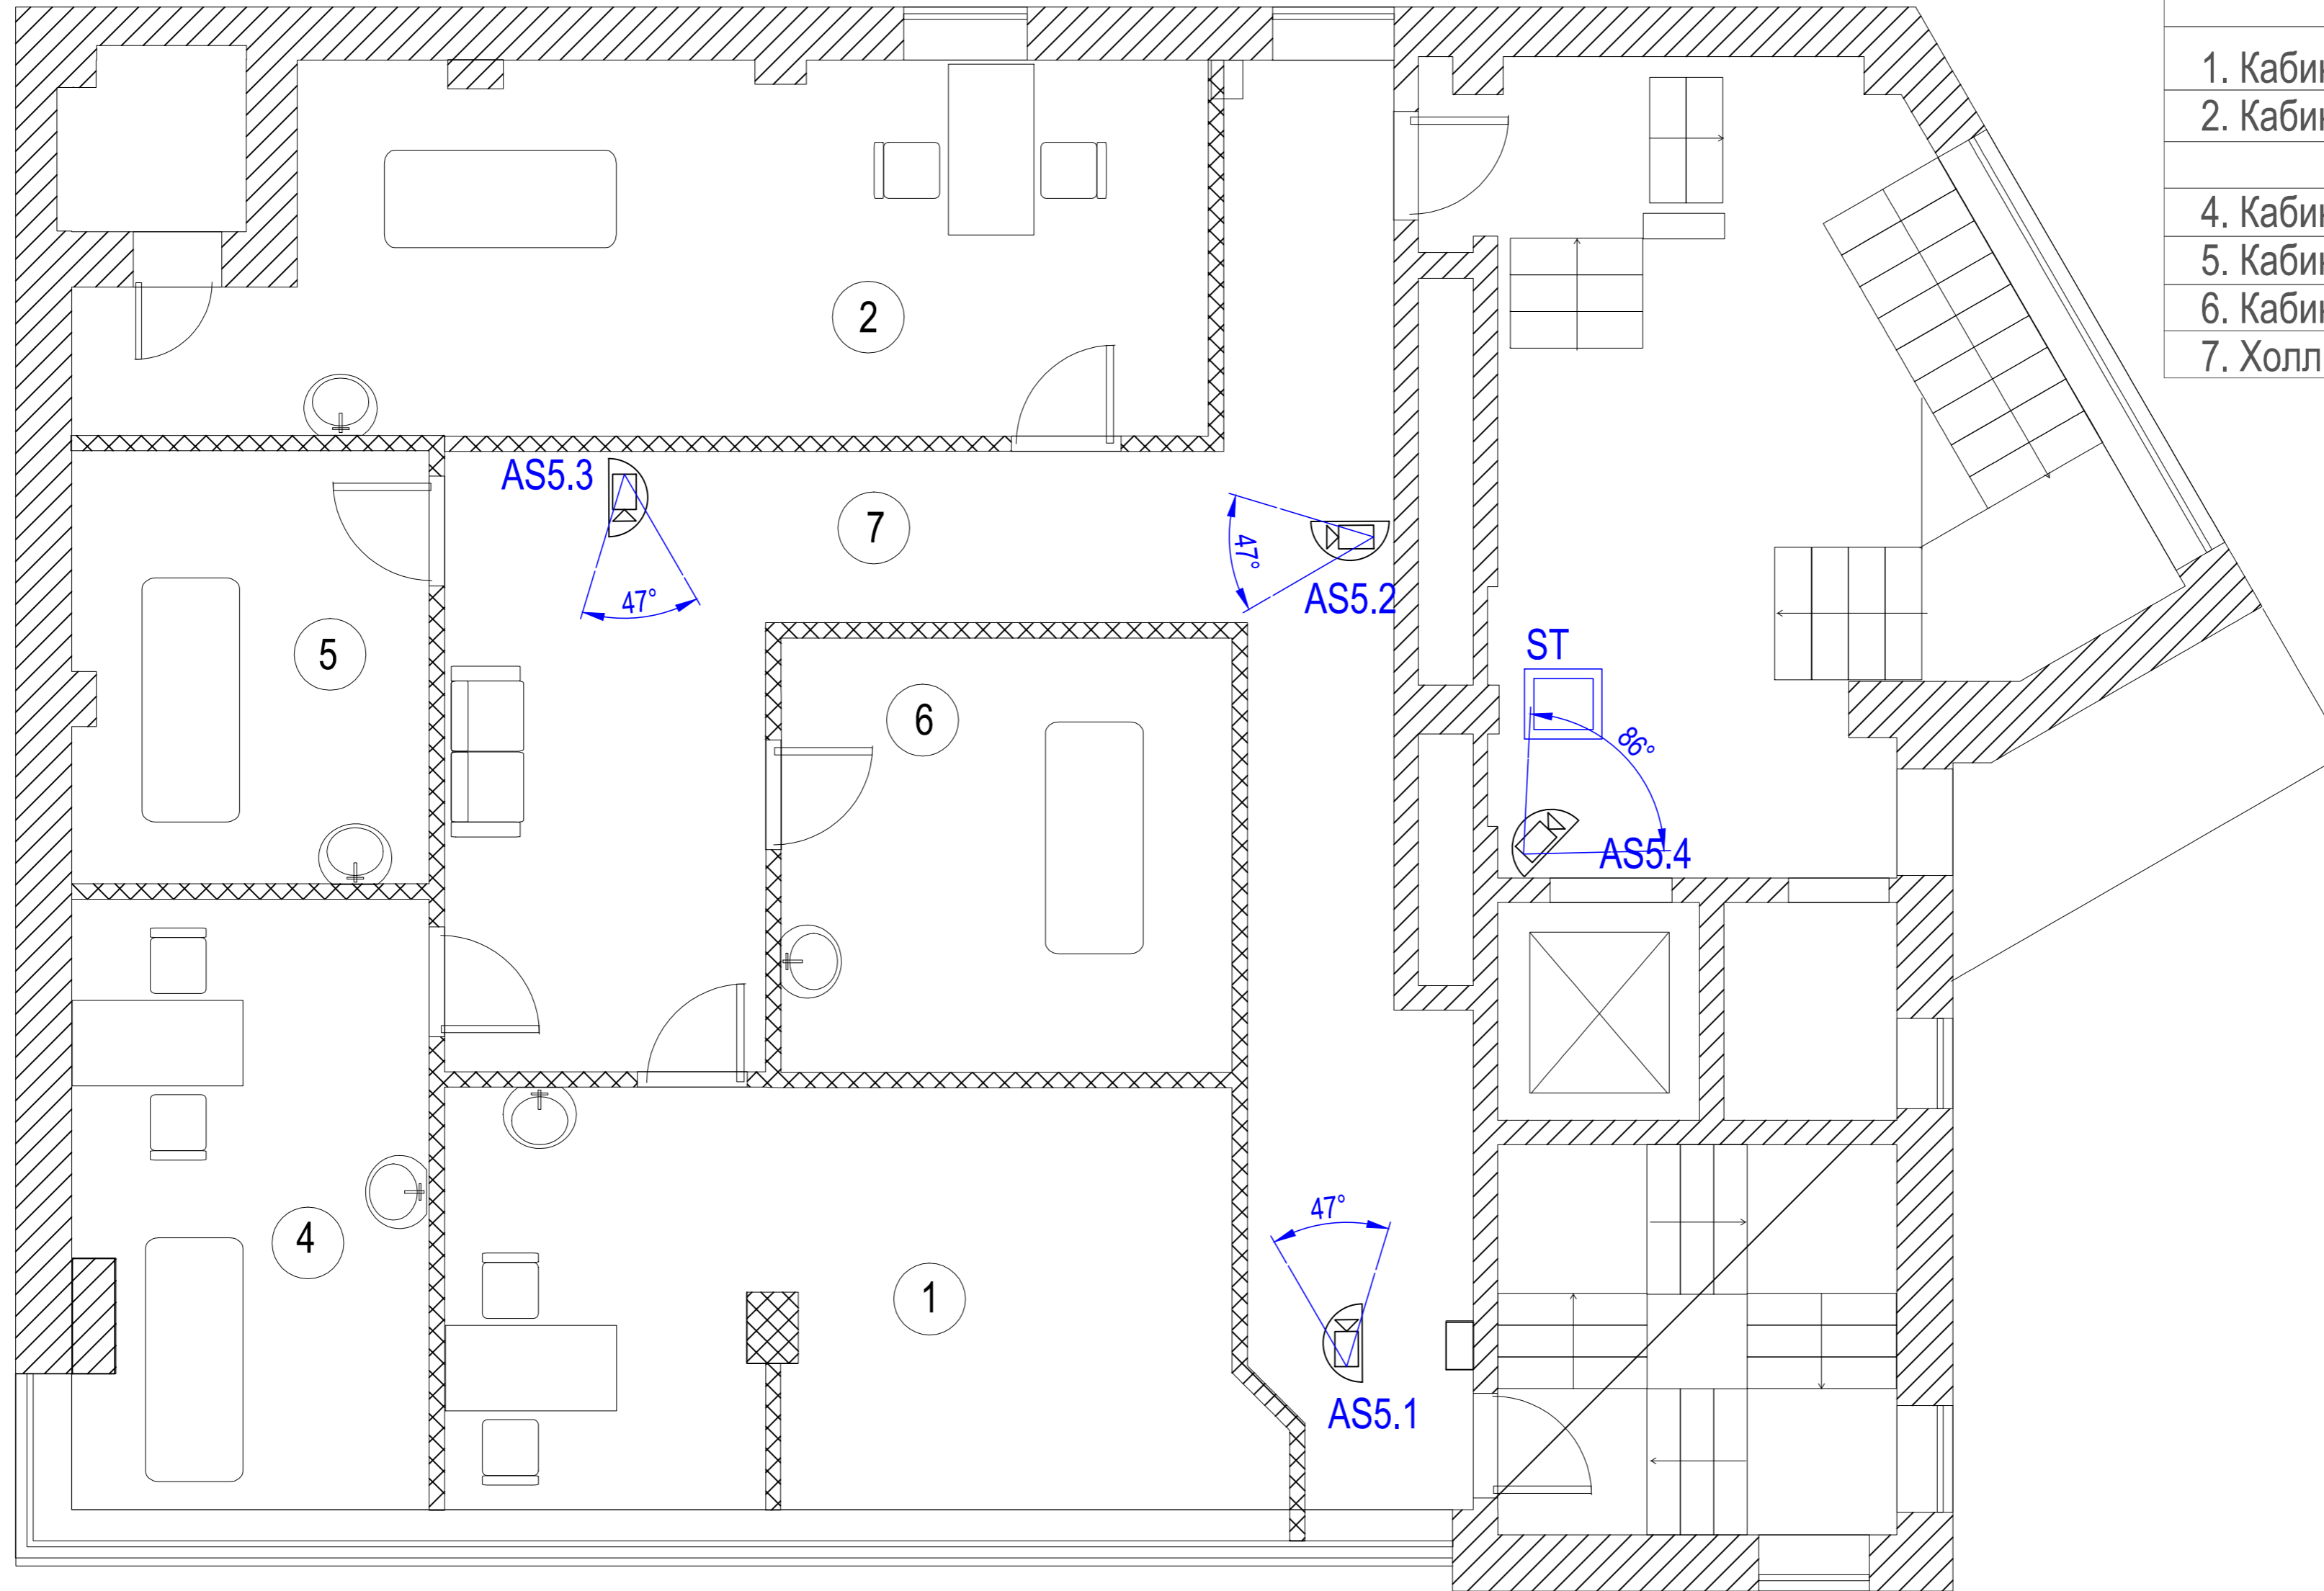 1. Каби
2. Каби
4. Каби
5. Каби
6. Каби
7. Холл
2
AS5.3
7
47°
AS5.2
47°
5
ST
6
86°
AS5.4
47°
4
1
AS5.1